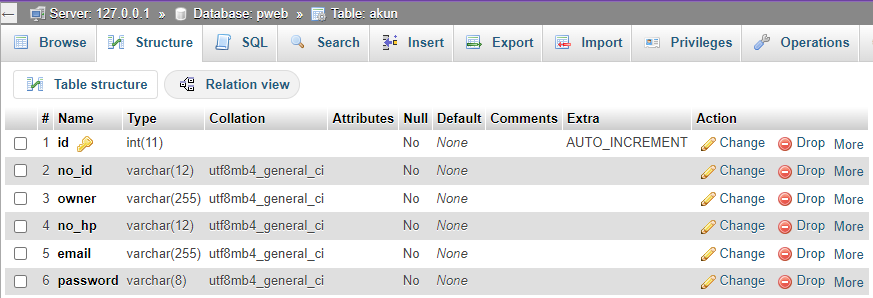 ← Server: 127.0.0.1 » Database: pweb » Table: akun
Browse Structure SQL Search Insert Export Import Privileges Operations
Table structure Relation view
# Name Type Collation Attributes Null Default Comments Extra Action
1 id int(11) No None AUTO_INCREMENT Change Drop More
2 no_id varchar(12) utf8mb4_general_ci No None Change Drop More
3 owner varchar(255) utf8mb4_general_ci No None Change Drop More
4 no_hp varchar(12) utf8mb4_general_ci No None Change Drop More
5 email varchar(255) utf8mb4_general_ci No None Change Drop More
6 password varchar(8) utf8mb4_general_ci No None Change Drop More